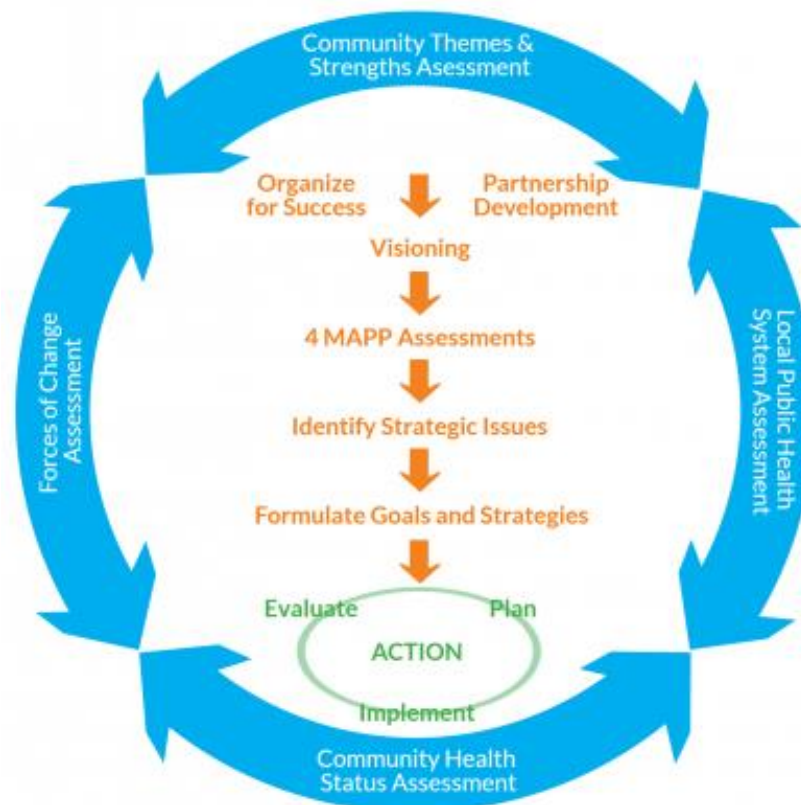 Community Themes &
Strengths Asessment
Organize
for Success
Partnership
Development
Visioning
4 MAPP Assessments
Forces of Change
Assessment
Local Public Health
System Assessment
Identify Strategic Issues
Formulate Goals and Strategies
Evaluate
Plan
ACTION
Implement
Community Health
Status Assessment